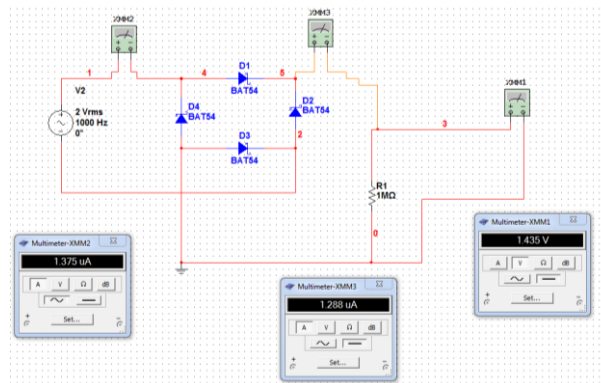 XMM2
XMM3
XMM1
1
4
D1
5
BAT54
V2
2 Vrms
1000 Hz
0°
D4
BAT54
D2
BAT54
D3
BAT54
2
3
R1
1MΩ
0
Multimeter-XMM2
1.375 uA
A V Ω dB
+ Set... -
Multimeter-XMM3
1.288 uA
A V Ω dB
+ Set... -
Multimeter-XMM1
1.435 V
A V Ω dB
+ Set... -